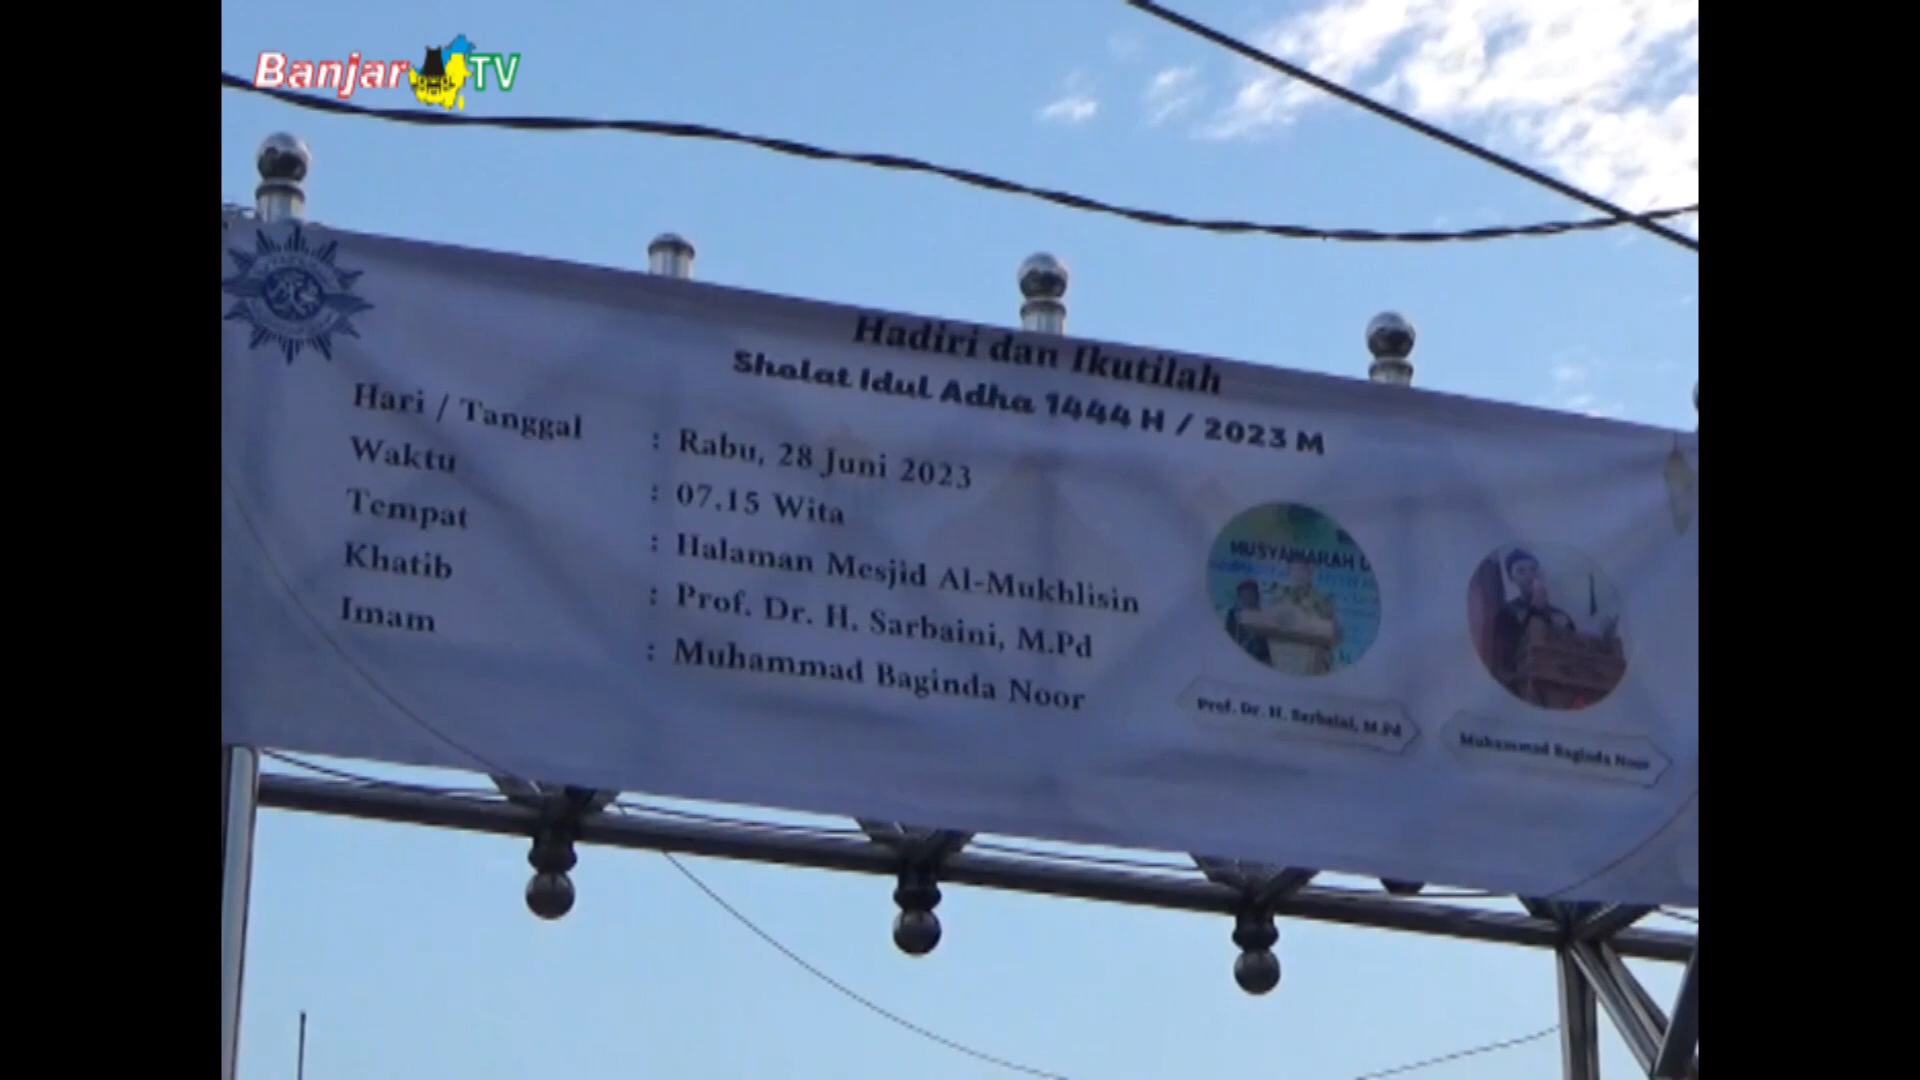 Banjar TV
Hadiri dan Ikutilah
Sholat Idul Adha 1444 H / 2023 M
Hari / Tanggal : Rabu, 28 Juni 2023
Waktu : 07.15 Wita
Tempat : Halaman Mesjid Al-Mukhlisin
Khatib : Prof. Dr. H. Sarbaini, M.Pd
Imam : Muhammad Baginda Noor
MUSYAWARAH
Prof. Dr. H. Sarbaini, M.Pd
Muhammad Baginda Noor